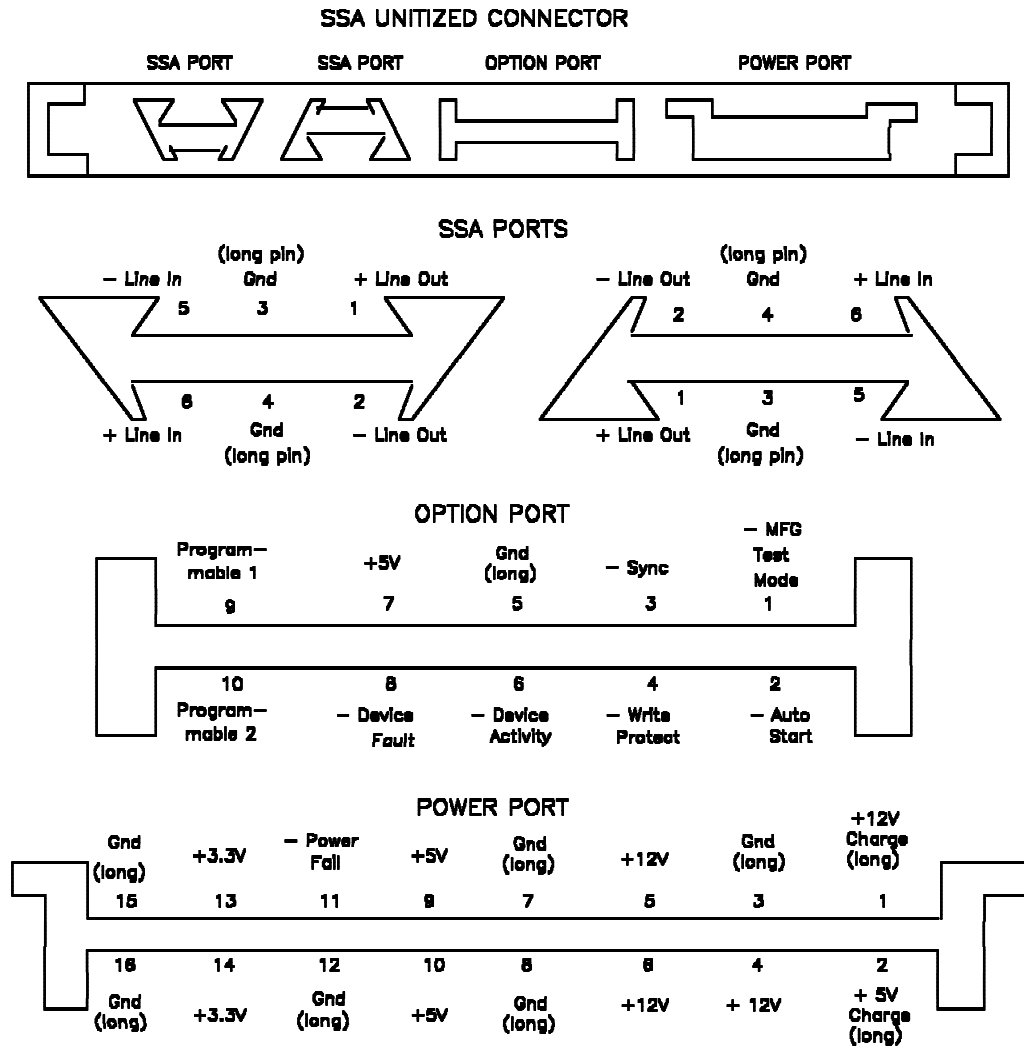 SSA UNITIZED CONNECTOR
SSA PORT SSA PORT OPTION PORT POWER PORT
SSA PORTS
(long pin) (long pin)
− Line In Gnd + Line Out − Line Out Gnd + Line In
5 3 1 2 4 6
6 4 2 1 3 5
+ Line In Gnd − Line Out + Line Out Gnd − Line In
(long pin) (long pin)
OPTION PORT
− MFG
Program− Gnd Test
mable 1 +5V (long) − Sync Mode
9 7 5 3 1
10 8 6 4 2
Program− − Device − Device − Write − Auto
mable 2 Fault Activity Protect Start
POWER PORT
+12V
Gnd − Power Gnd Gnd Charge
(long) +3.3V Fail +5V (long) +12V (long) (long)
15 13 11 9 7 5 3 1
16 14 12 10 8 6 4 2
Gnd Gnd Gnd + 5V
(long) +3.3V (long) +5V (long) +12V + 12V Charge
(long)